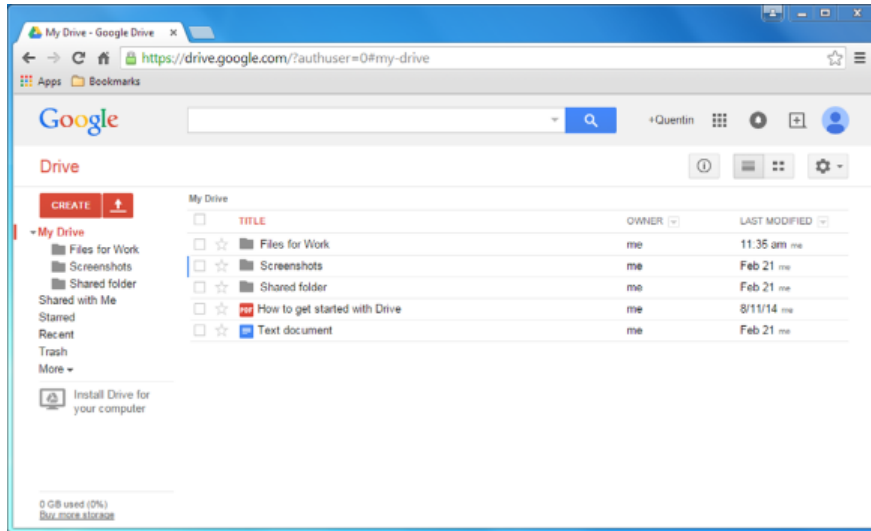 My Drive - Google Drive
https://drive.google.com/?authuser=0#my-drive
Apps Bookmarks
Google +Quentin
Drive
CREATE
My Drive
Files for Work
Screenshots
Shared folder
Shared with Me
Starred
Recent
Trash
More
Install Drive for
your computer
0 GB used (0%)
Buy more storage
My Drive
TITLE OWNER LAST MODIFIED
Files for Work me 11:35 am me
Screenshots me Feb 21 me
Shared folder me Feb 21 me
PDF How to get started with Drive me 8/11/14 me
Text document me Feb 21 me